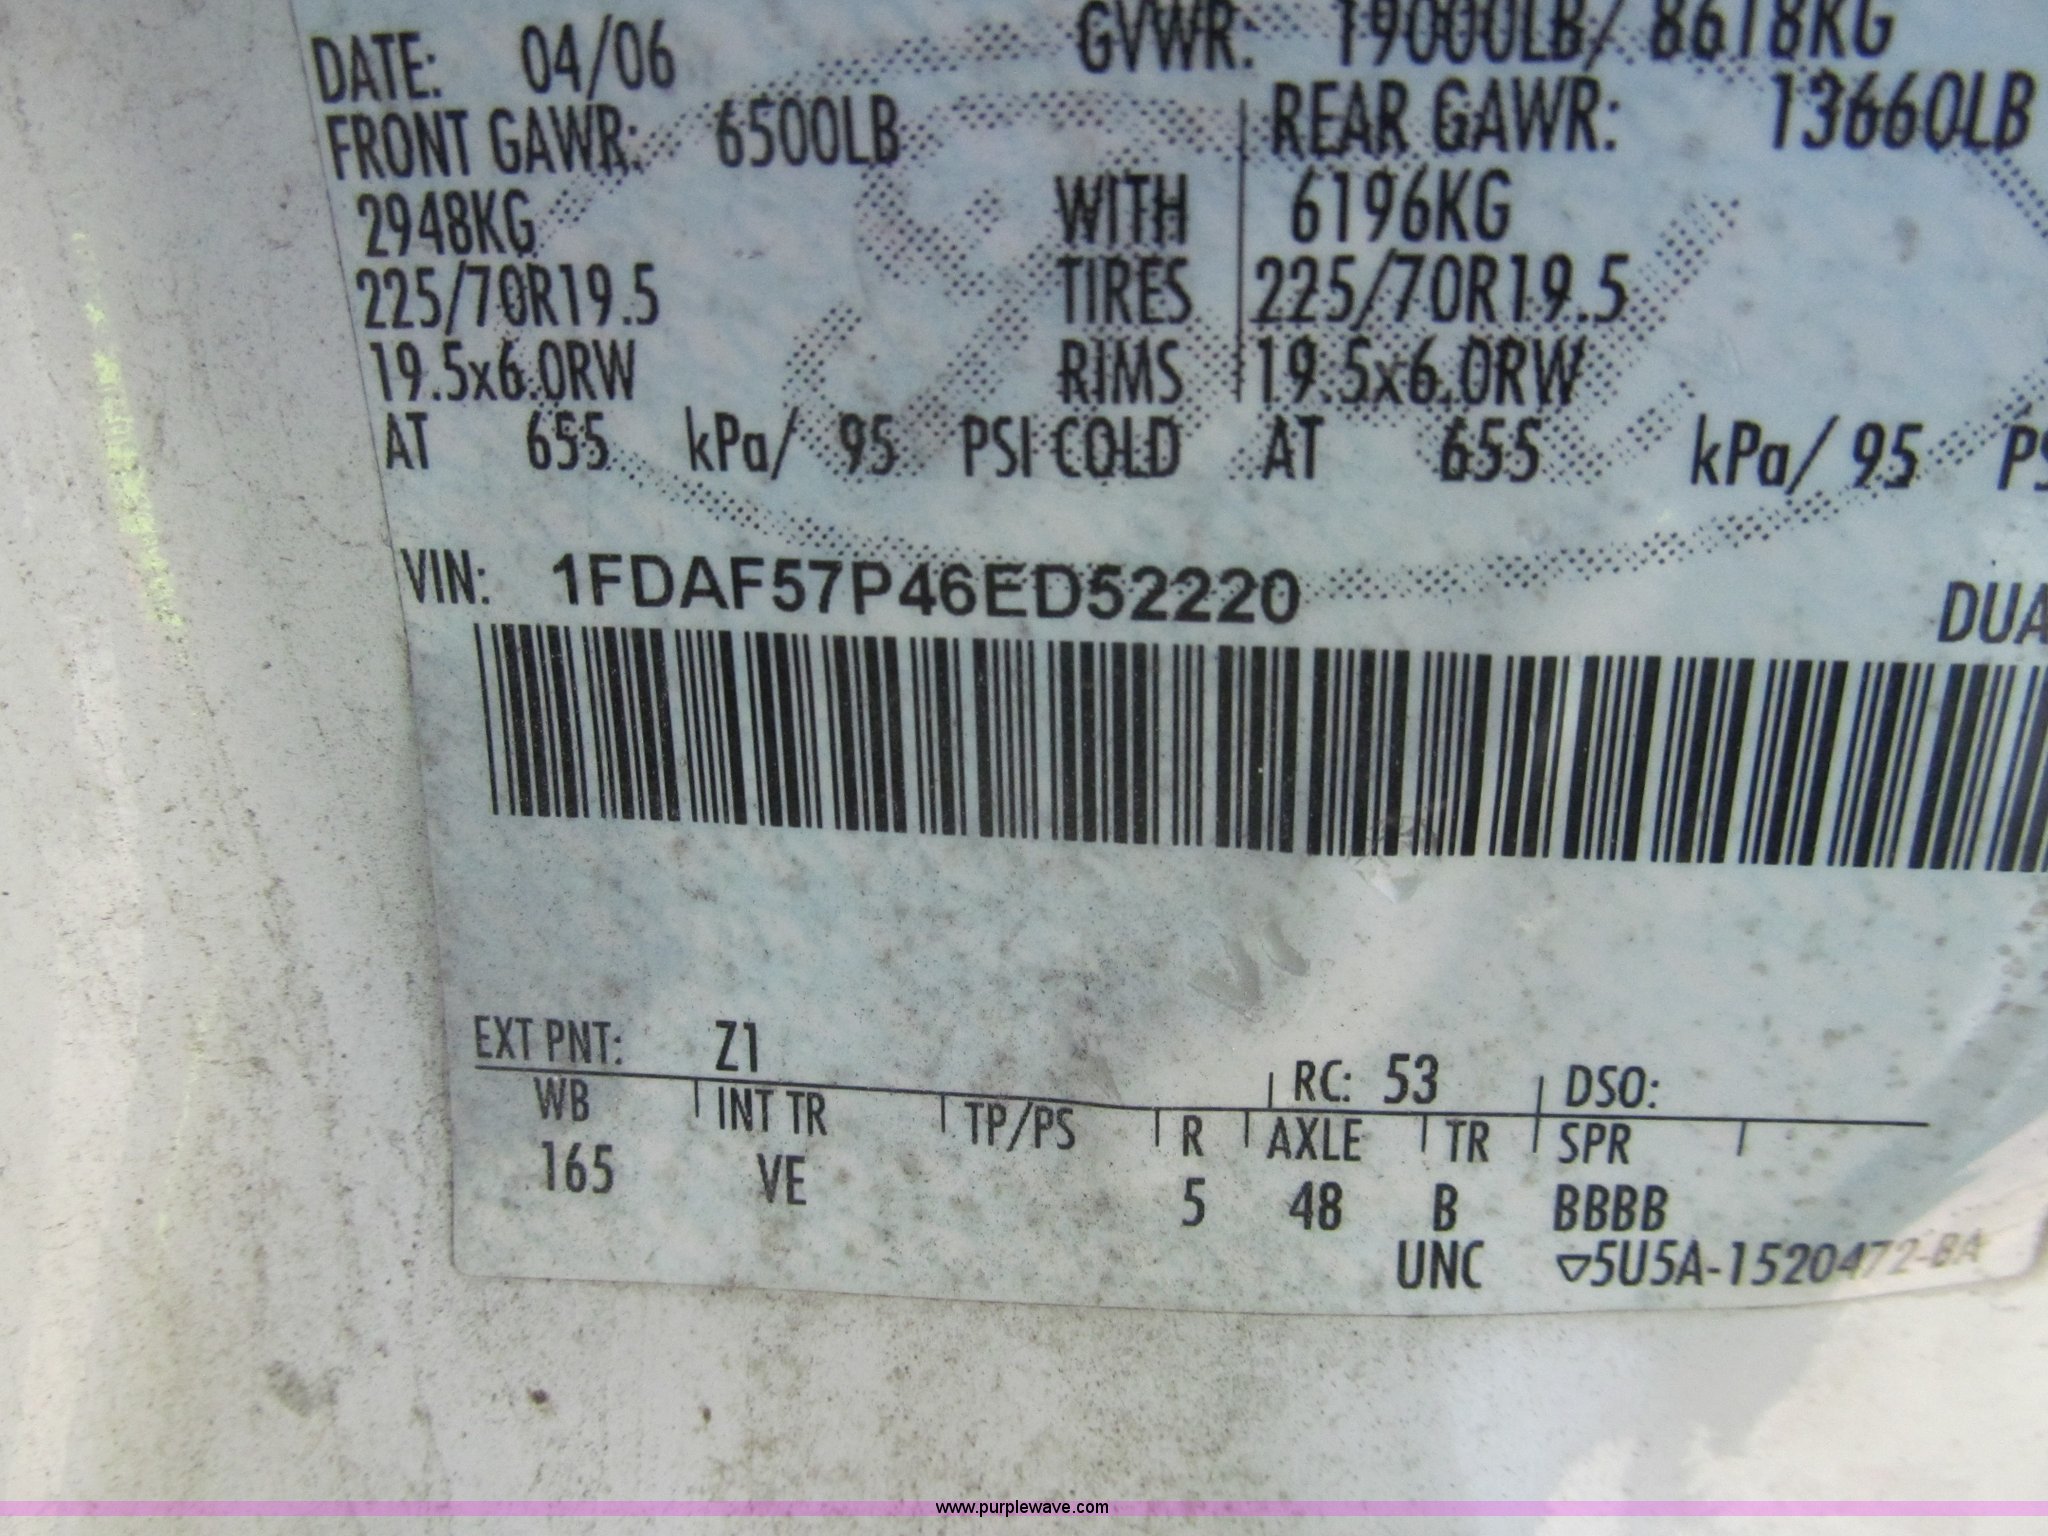 DATE: 04/06 GVWR: 19000LB/ 8618KG
FRONT GAWR: 6500LB REAR GAWR: 13660LB
2948KG WITH 6196KG
225/70R19.5 TIRES 225/70R19.5
19.5x6.0RW RIMS 19.5x6.0RW
AT 655 kPa/ 95 PSI COLD AT 655 kPa/ 95 PS
VIN: 1FDAF57P46ED52220 DUA
EXT PNT: Z1 RC: 53 DSO:
WB INT TR TP/PS R AXLE TR SPR
165 VE 5 48 B BBBB
UNC ▽5U5A-1520472-BA
www.purplewave.com